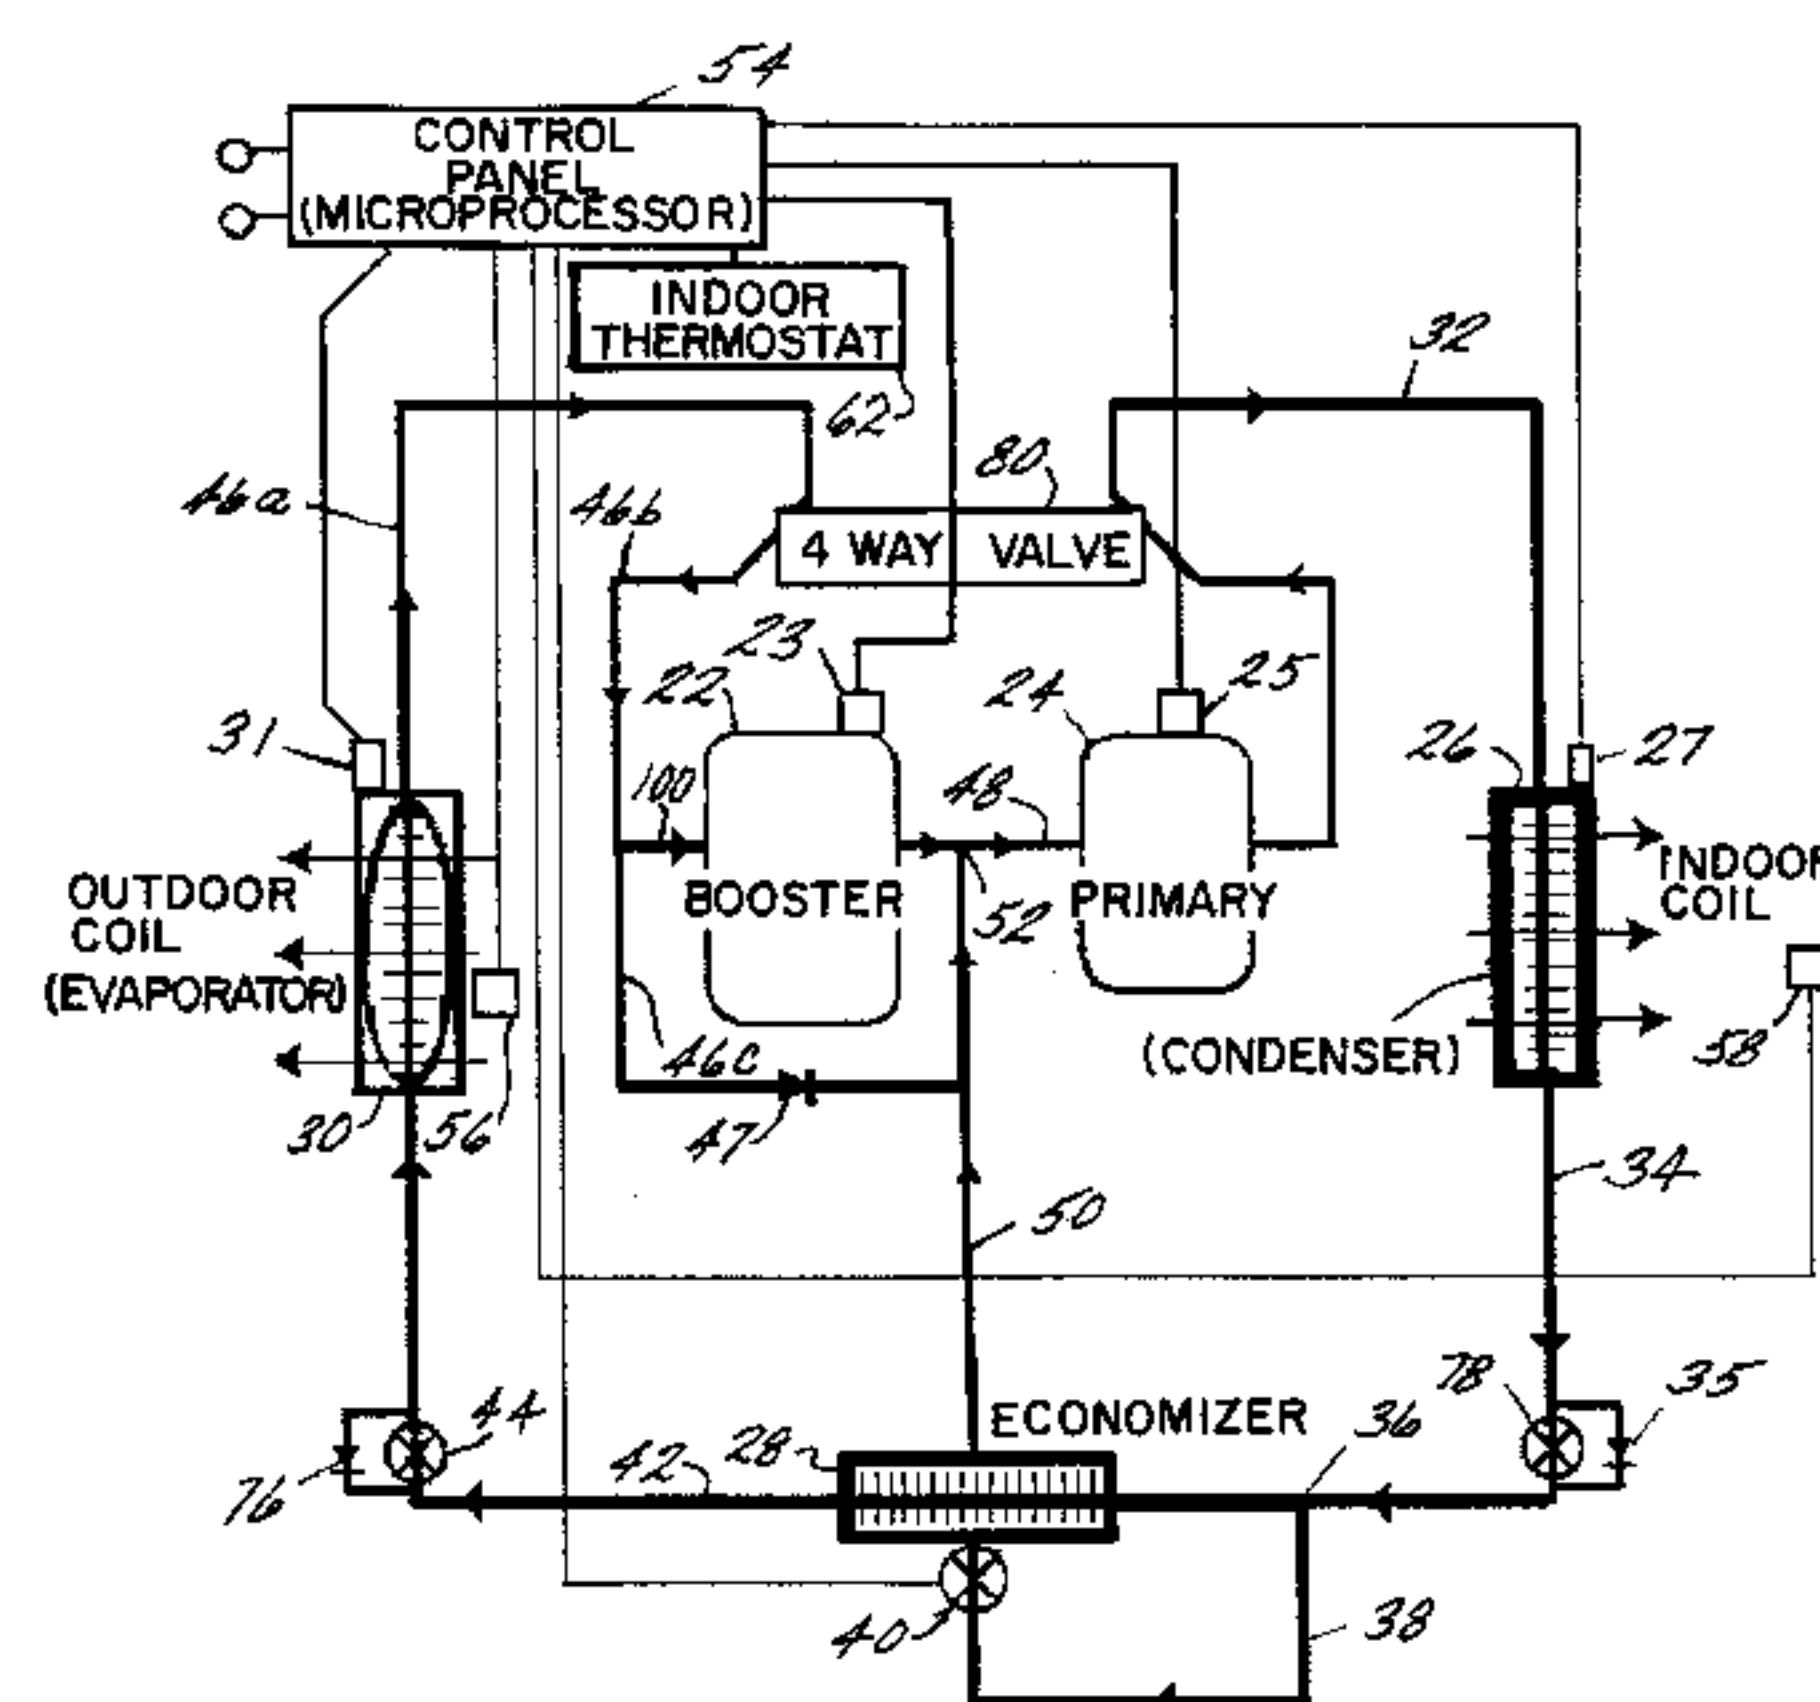 54
CONTROL
PANEL
(MICROPROCESSOR)
INDOOR
THERMOSTAT
62
32
46a
46b
80
4 WAY VALVE
23
22
24
25
31
26
27
100
48
OUTDOOR
COIL
(EVAPORATOR)
BOOSTER
52
PRIMARY
INDOOR
COIL
(CONDENSER)
58
46c
30
56
47
34
50
44
76
42
28
ECONOMIZER
36
78
35
40
38